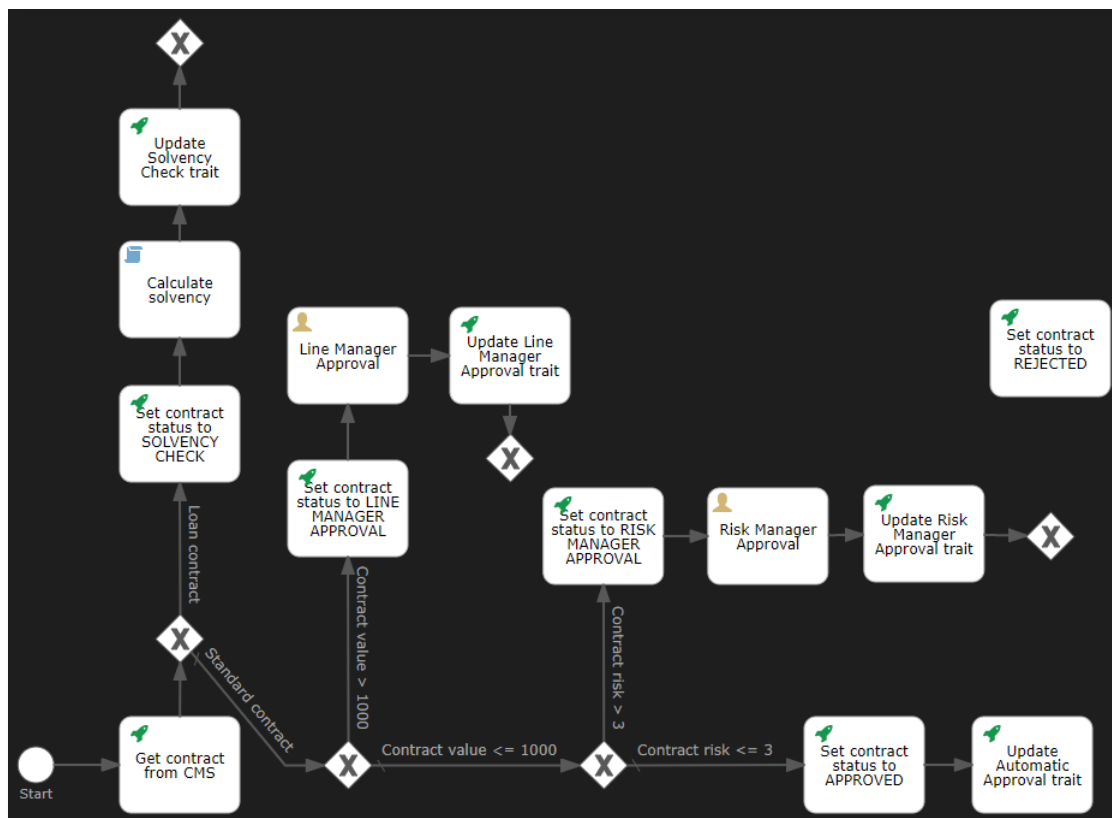 Update
Solvency
Check trait
Calculate
solvency
Line Manager
Approval
Update Line
Manager
Approval trait
Set contract
status to
REJECTED
Set contract
status to
SOLVENCY
CHECK
Set contract
status to LINE
MANAGER
APPROVAL
Set contract
status to RISK
MANAGER
APPROVAL
Risk Manager
Approval
Update Risk
Manager
Approval trait
Loan contract
Standard contract
Contract value > 1000
Contract risk > 3
Start
Get contract
from CMS
Contract value <= 1000
Contract risk <= 3
Set contract
status to
APPROVED
Update
Automatic
Approval trait